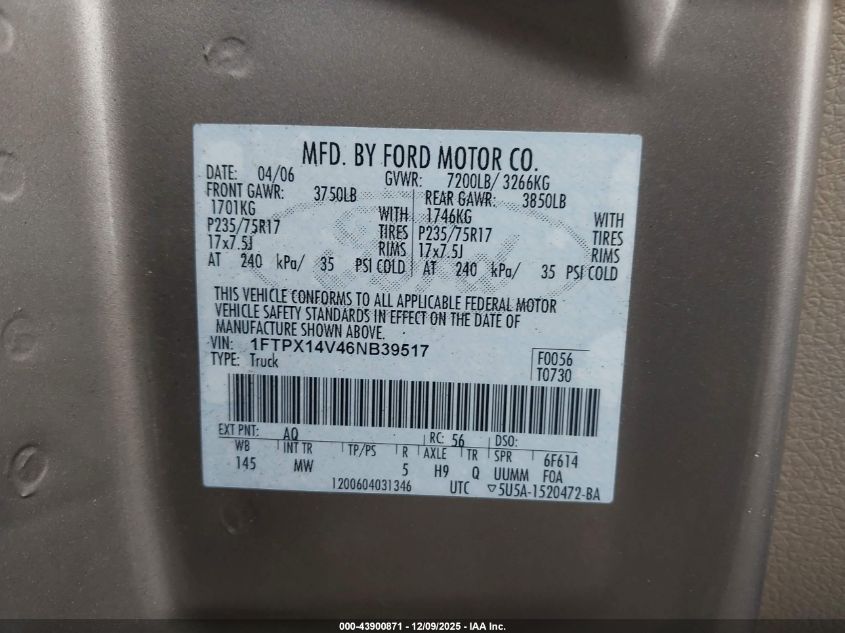 MFD. BY FORD MOTOR CO.
DATE: 04/06 GVWR: 7200LB/ 3266KG
FRONT GAWR: 3750LB REAR GAWR: 3850LB
1701KG WITH 1746KG WITH
P235/75R17 TIRES P235/75R17 TIRES
17x7.5J RIMS 17x7.5J RIMS
AT 240 kPa/ 35 PSI COLD AT 240 kPa/ 35 PSI COLD
THIS VEHICLE CONFORMS TO ALL APPLICABLE FEDERAL MOTOR
VEHICLE SAFETY STANDARDS IN EFFECT ON THE DATE OF
MANUFACTURE SHOWN ABOVE.
VIN: 1FTPX14V46NB39517 F0056
TYPE: Truck T0730
EXT PNT: AQ RC: 56 DSO:
WB INT TR TP/PS R AXLE TR SPR 6F614
145 MW 5 H9 Q UUMM F0A
1200604031346 UTC ▽5U5A-1520472-BA
000-43900871 - 12/09/2025 - IAA Inc.